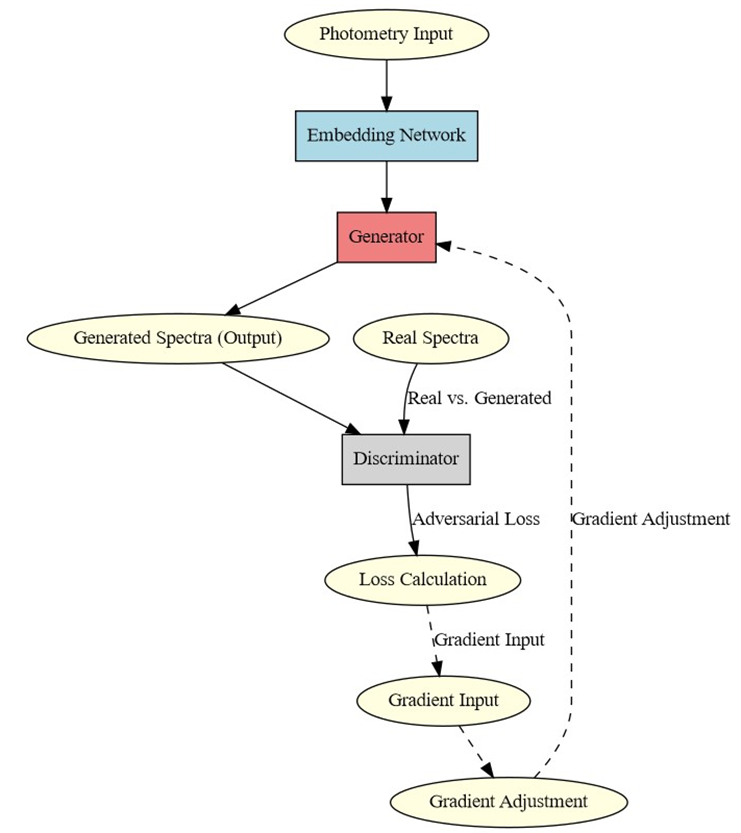 Photometry Input
Embedding Network
Generator
Generated Spectra (Output)
Real Spectra
Real vs. Generated
Discriminator
Adversarial Loss
Gradient Adjustment
Loss Calculation
Gradient Input
Gradient Input
Gradient Adjustment